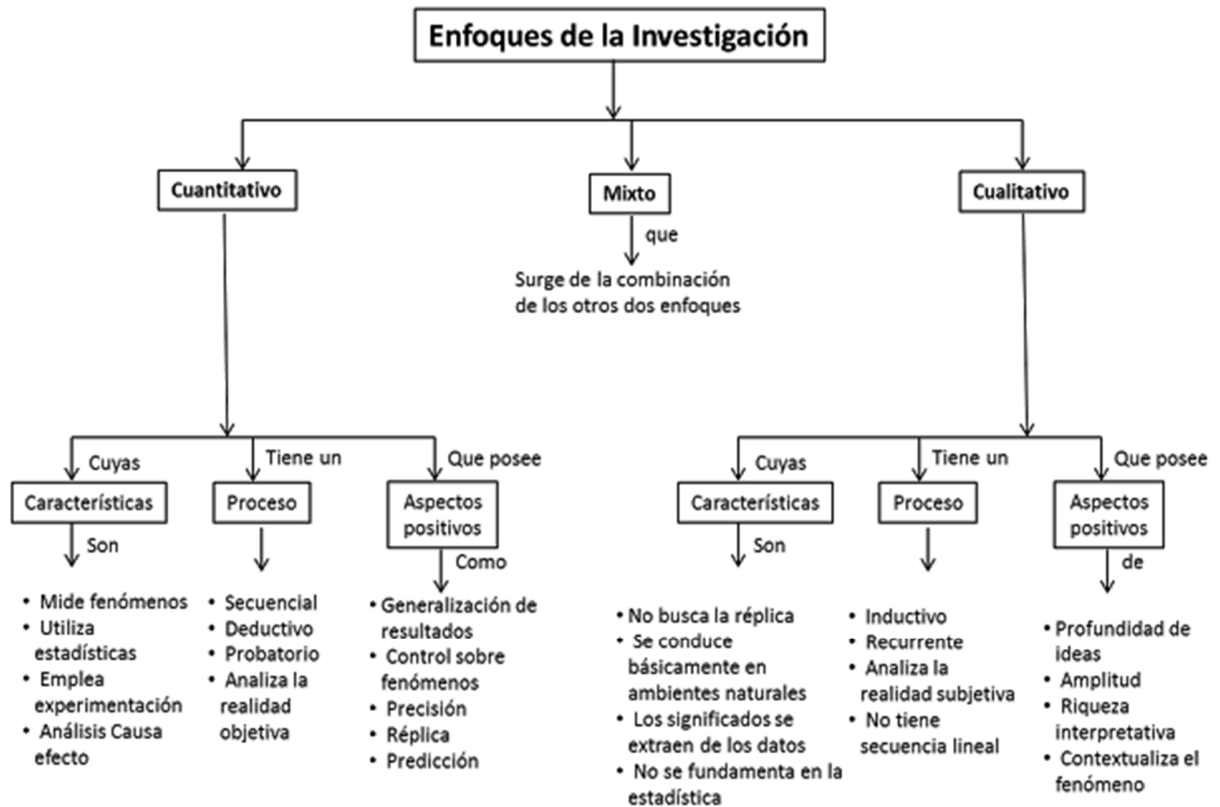 Enfoques de la Investigación
Cuantitativo
Mixto
Cualitativo
que
Surge de la combinación
de los otros dos enfoques
Cuyas
Tiene un
Que posee
Características
Proceso
Aspectos
positivos
Son
Como
• Mide fenómenos
• Utiliza
estadísticas
• Emplea
experimentación
• Análisis Causa
efecto
• Secuencial
• Deductivo
• Probatorio
• Analiza la
realidad
objetiva
• Generalización de
resultados
• Control sobre
fenómenos
• Precisión
• Réplica
• Predicción
Cuyas
Tiene un
Que posee
Características
Proceso
Aspectos
positivos
Son
de
• No busca la réplica
• Se conduce
básicamente en
ambientes naturales
• Los significados se
extraen de los datos
• No se fundamenta en la
estadística
• Inductivo
• Recurrente
• Analiza la
realidad subjetiva
• No tiene
secuencia lineal
• Profundidad de
ideas
• Amplitud
• Riqueza
interpretativa
• Contextualiza el
fenómeno